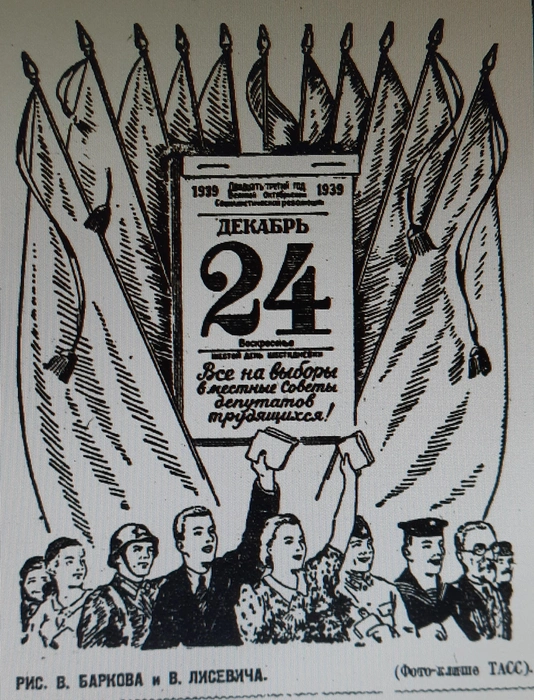 1939 Двадцать третий год 1939
Великой Октябрьской
Социалистической революции
ДЕКАБРЬ
24
Воскресенье
ШЕСТОЙ ДЕНЬ ШЕСТИДНЕВКИ
Все на выборы
в местные Советы
депутатов
трудящихся!
РИС. В. БАРКОВА и В. ЛИСЕВИЧА.
(Фото-клише ТАСС).